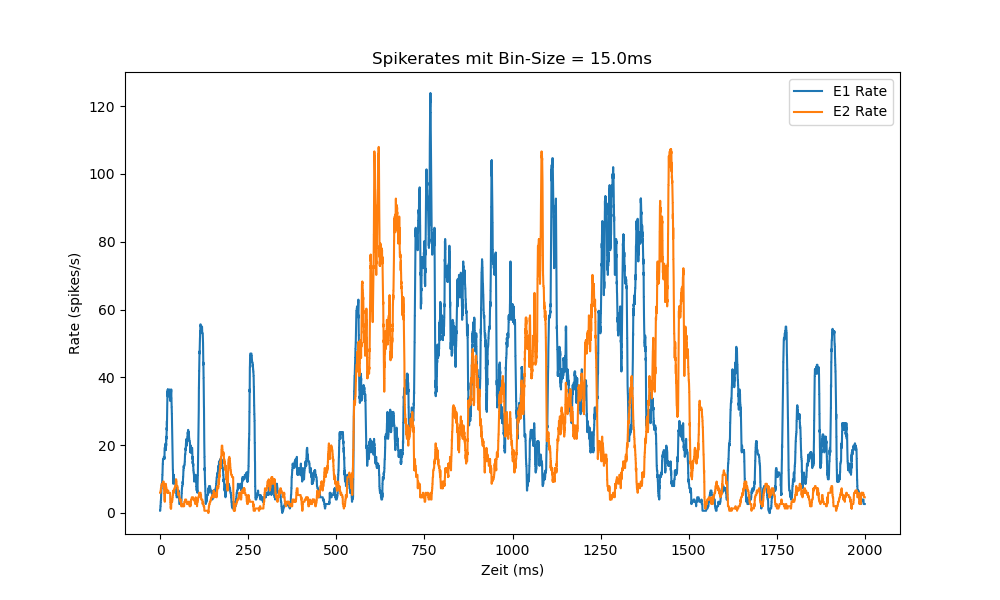 Spikerates mit Bin-Size = 15.0ms
E1 Rate
E2 Rate
Rate (spikes/s)
120
100
80
60
40
20
0
0 250 500 750 1000 1250 1500 1750 2000
Zeit (ms)